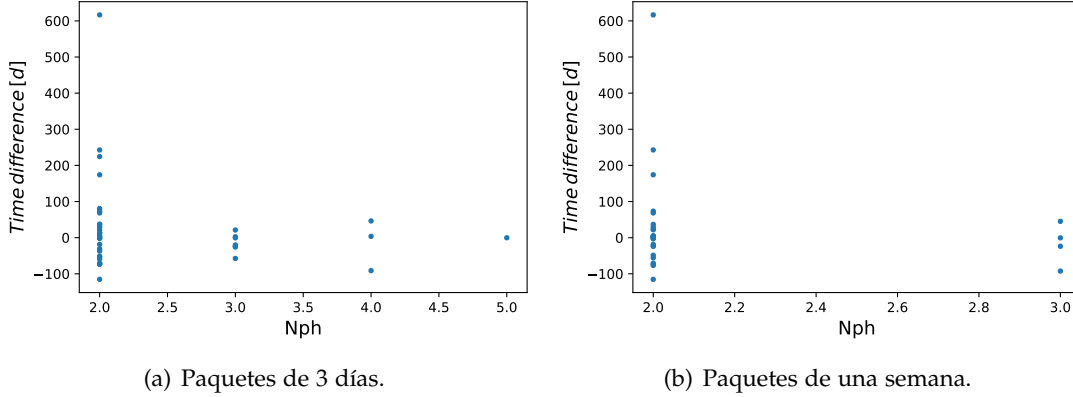 600
500
400
300
200
100
0
−100
Time difference [d]
2.0 2.5 3.0 3.5 4.0 4.5 5.0
Nph
(a) Paquetes de 3 días.
600
500
400
300
200
100
0
−100
Time difference [d]
2.0 2.2 2.4 2.6 2.8 3.0
Nph
(b) Paquetes de una semana.